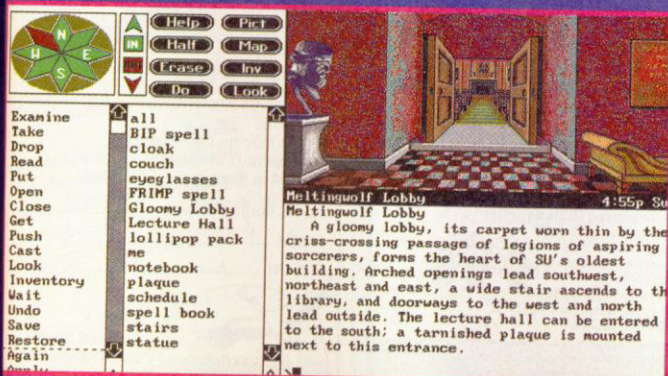 N
E
S
W
IN
Help
Half
Erase
Do
Pict
Map
Inv
Look
Examine
Take
Drop
Read
Put
Open
Close
Get
Push
Cast
Look
Inventory
Wait
Undo
Save
Restore
Again
Apply
all
BIP spell
cloak
couch
eyeglasses
FRIMP spell
Gloomy Lobby
Lecture Hall
lollipop pack
me
notebook
plaque
schedule
spell book
stairs
statue
Meltingwolf Lobby 4:55p Su
Meltingwolf Lobby
A gloomy lobby, its carpet worn thin by the
criss-crossing passage of legions of aspiring
sorcerers, forms the heart of SU's oldest
building. Arched openings lead southwest,
northeast and east, a wide stair ascends to th
library, and doorways to the west and north
lead outside. The lecture hall can be entered
to the south; a tarnished plaque is mounted
next to this entrance.